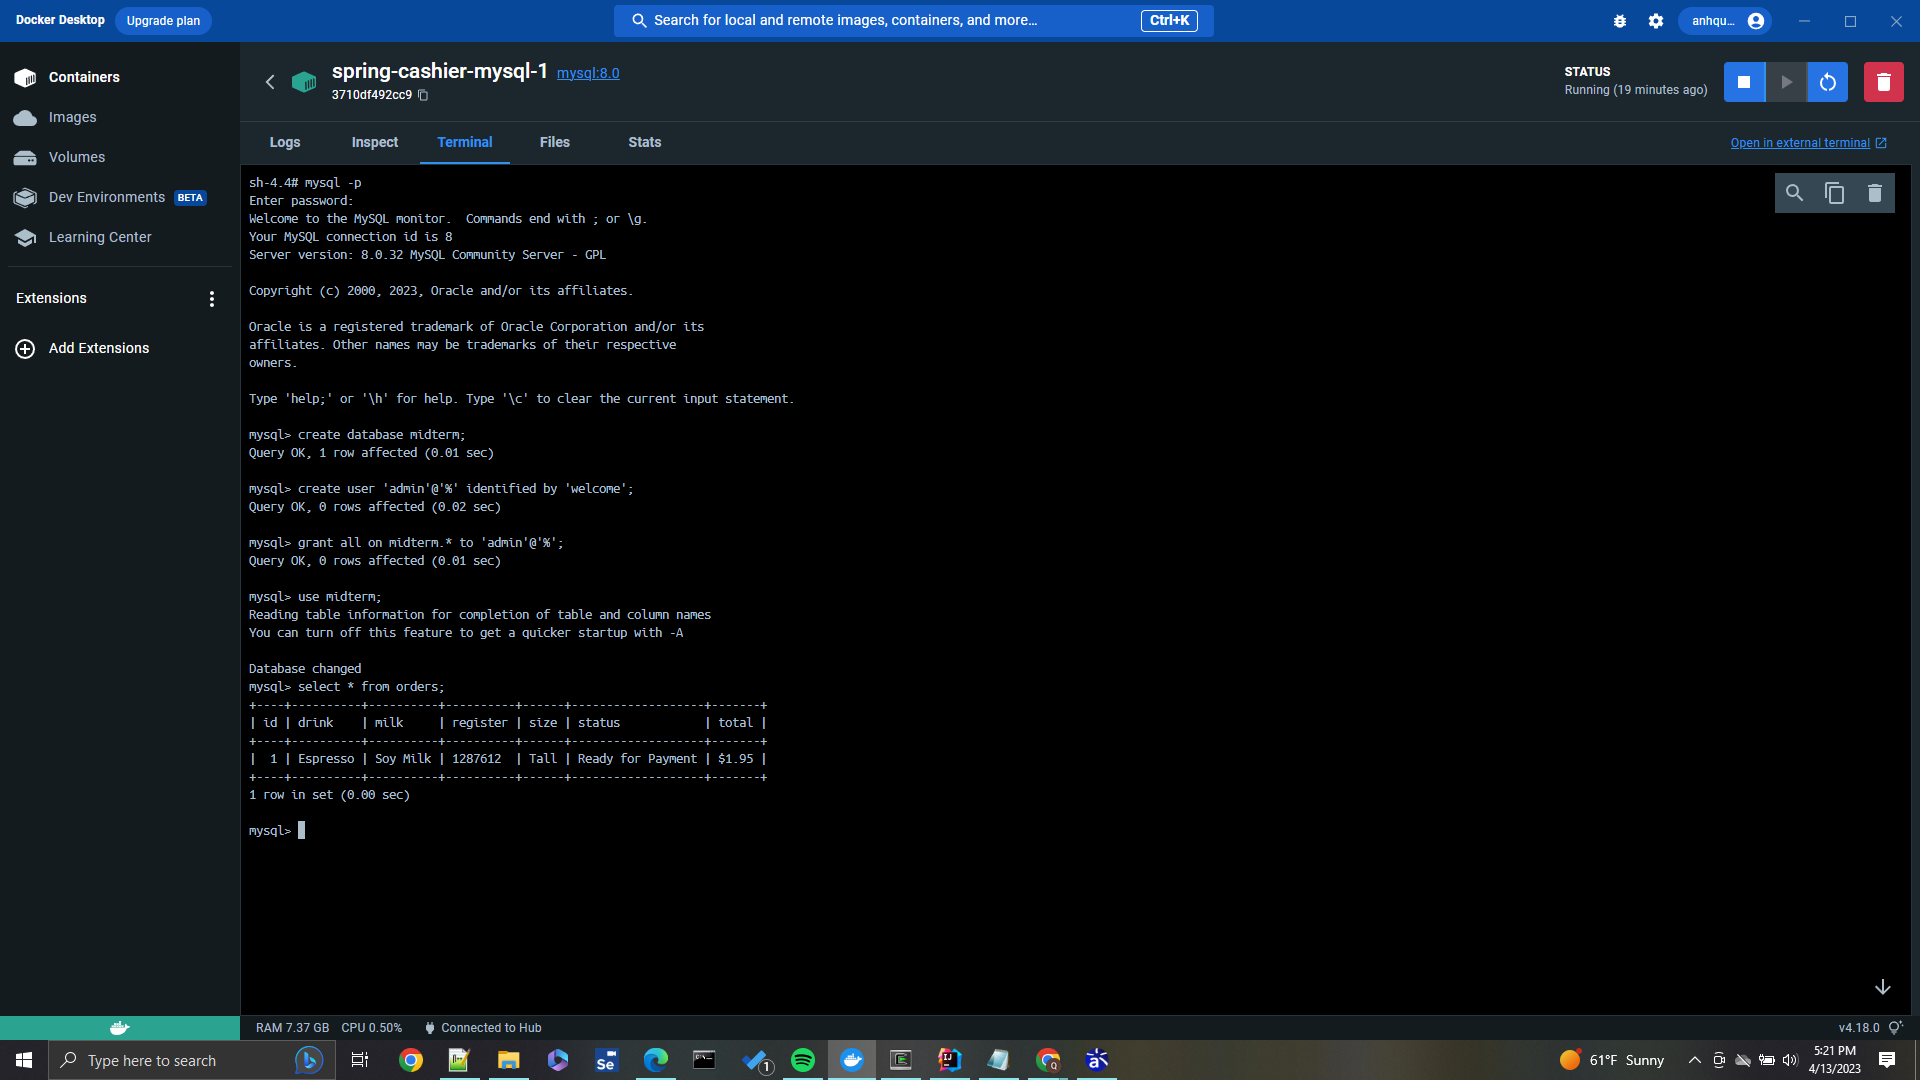 Docker Desktop
Upgrade plan
Search for local and remote images, containers, and more...
Ctrl+K
anhqu...
Containers
Images
Volumes
Dev Environments BETA
Learning Center
Extensions
Add Extensions
spring-cashier-mysql-1 mysql:8.0
3710df492cc9
STATUS
Running (19 minutes ago)
Logs Inspect Terminal Files Stats
Open in external terminal
sh-4.4# mysql -p
Enter password:
Welcome to the MySQL monitor.  Commands end with ; or \g.
Your MySQL connection id is 8
Server version: 8.0.32 MySQL Community Server - GPL
Copyright (c) 2000, 2023, Oracle and/or its affiliates.
Oracle is a registered trademark of Oracle Corporation and/or its
affiliates. Other names may be trademarks of their respective
owners.
Type 'help;' or '\h' for help. Type '\c' to clear the current input statement.
mysql> create database midterm;
Query OK, 1 row affected (0.01 sec)
mysql> create user 'admin'@'%' identified by 'welcome';
Query OK, 0 rows affected (0.02 sec)
mysql> grant all on midterm.* to 'admin'@'%';
Query OK, 0 rows affected (0.01 sec)
mysql> use midterm;
Reading table information for completion of table and column names
You can turn off this feature to get a quicker startup with -A
Database changed
mysql> select * from orders;
+----+----------+----------+----------+------+-------------------+-------+
| id | drink    | milk     | register | size | status            | total |
+----+----------+----------+----------+------+-------------------+-------+
|  1 | Espresso | Soy Milk | 1287612  | Tall | Ready for Payment | $1.95 |
+----+----------+----------+----------+------+-------------------+-------+
1 row in set (0.00 sec)
mysql>
RAM 7.37 GB CPU 0.50% Connected to Hub
v4.18.0
Type here to search
Se
1
61°F Sunny
5:21 PM
4/13/2023